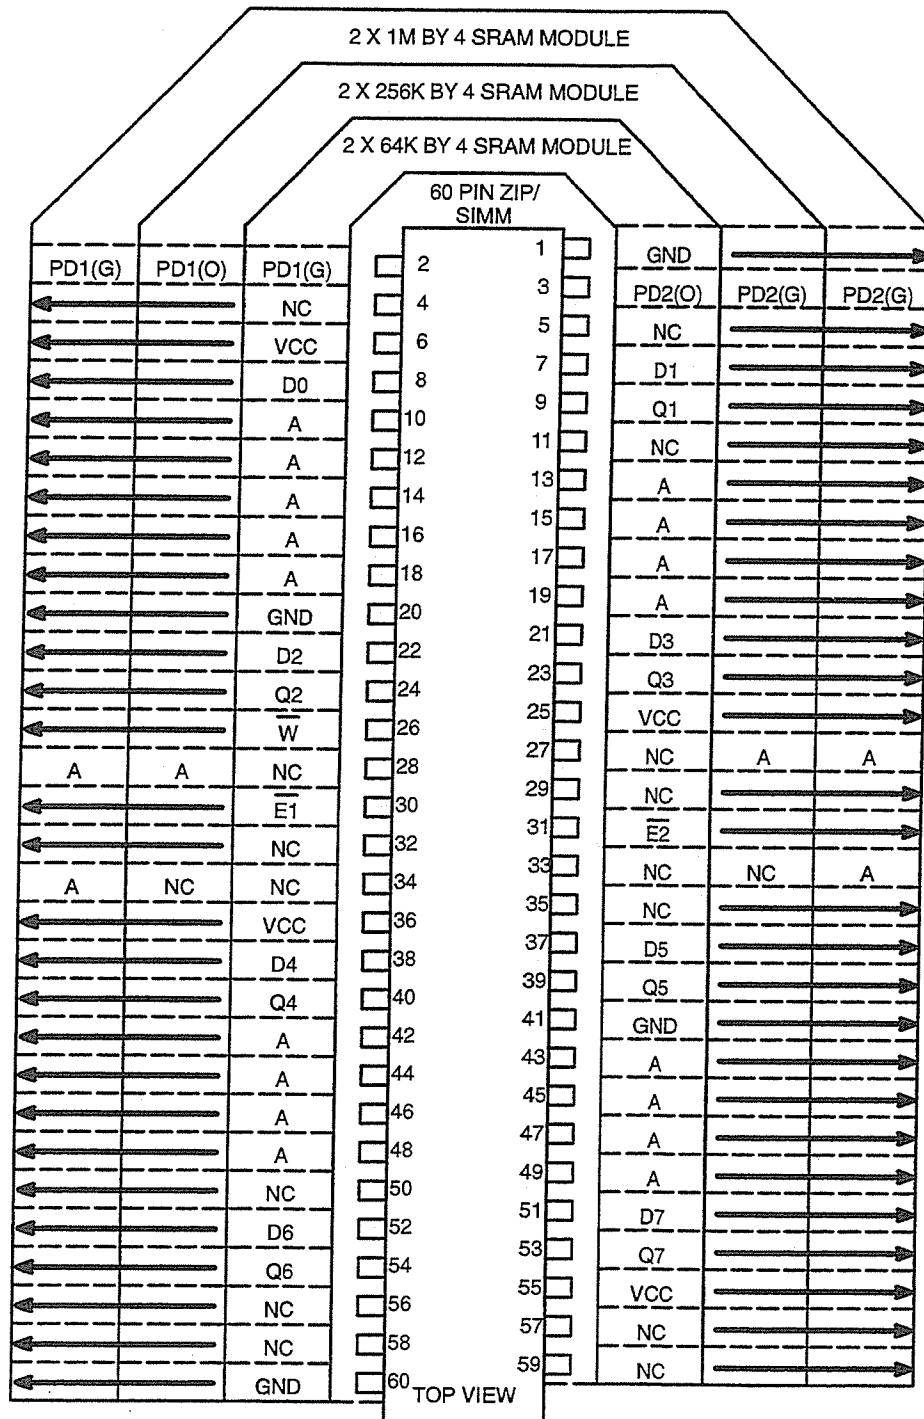 2 X 1M BY 4 SRAM MODULE
2 X 256K BY 4 SRAM MODULE
2 X 64K BY 4 SRAM MODULE
60 PIN ZIP/
SIMM
1 GND
PD1(G) PD1(O) PD1(G) 2
3 PD2(O) PD2(G) PD2(G)
NC 4
5 NC
VCC 6
7 D1
D0 8
9 Q1
A 10
11 NC
A 12
13 A
A 14
15 A
A 16
17 A
A 18
19 A
GND 20
21 D3
D2 22
23 Q3
Q2 24
25 VCC
W̅ 26
27 NC A A
A A NC 28
29 NC
E̅1̅ 30
31 E̅2̅
NC 32
33 NC NC A
A NC NC 34
35 NC
VCC 36
37 D5
D4 38
39 Q5
Q4 40
41 GND
A 42
43 A
A 44
45 A
A 46
47 A
A 48
49 A
NC 50
51 D7
D6 52
53 Q7
Q6 54
55 VCC
NC 56
57 NC
NC 58
59 NC
GND 60
TOP VIEW